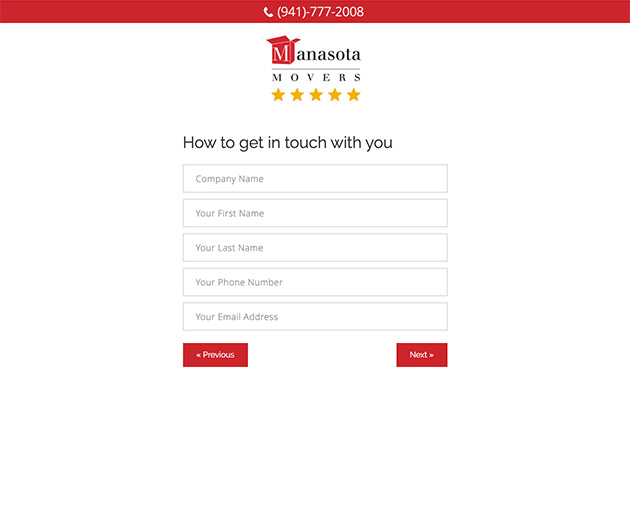 (941)-777-2008
Manasota
MOVERS
How to get in touch with you
Company Name
Your First Name
Your Last Name
Your Phone Number
Your Email Address
« Previous
Next »